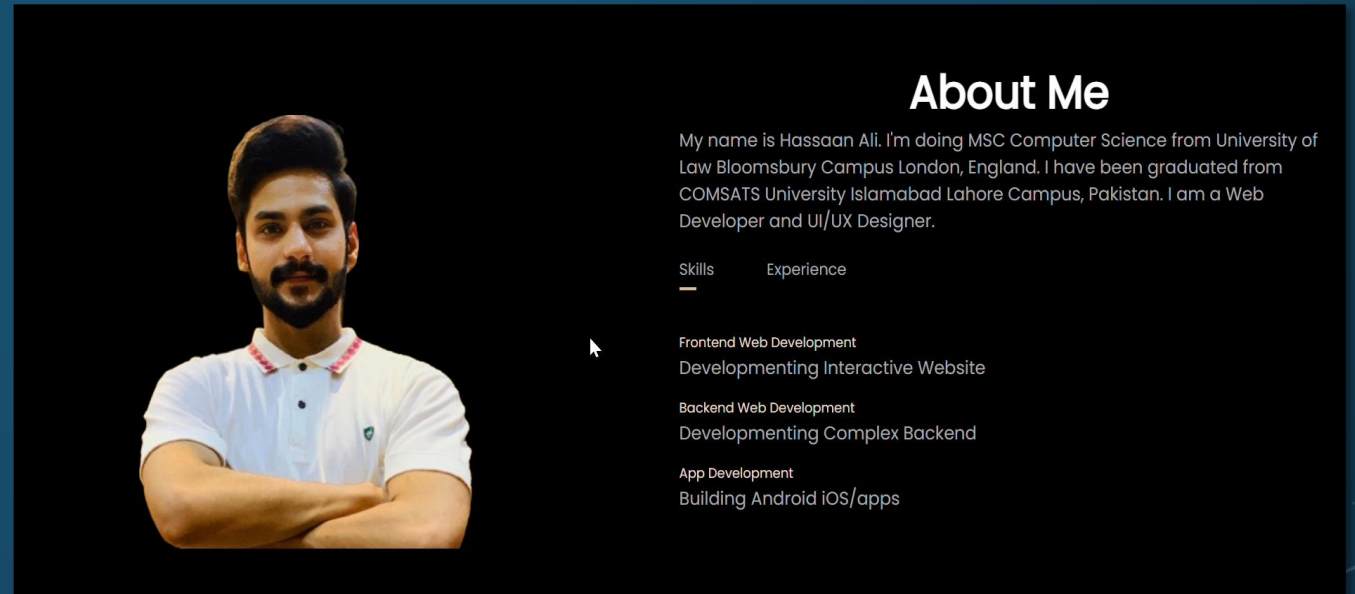 About Me
My name is Hassaan Ali. I'm doing MSC Computer Science from University of
Law Bloomsbury Campus London, England. I have been graduated from
COMSATS University Islamabad Lahore Campus, Pakistan. I am a Web
Developer and UI/UX Designer.
Skills Experience
Frontend Web Development
Developmenting Interactive Website
Backend Web Development
Developmenting Complex Backend
App Development
Building Android iOS/apps